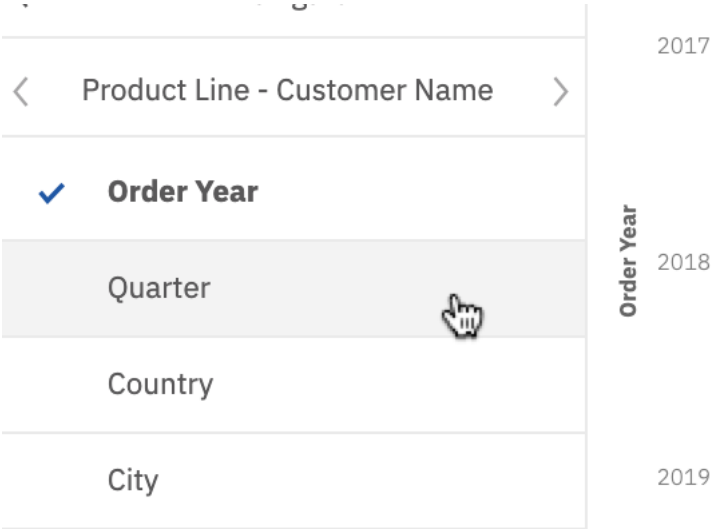 Product Line - Customer Name
Order Year
Quarter
Country
City
Order Year
2017
2018
2019